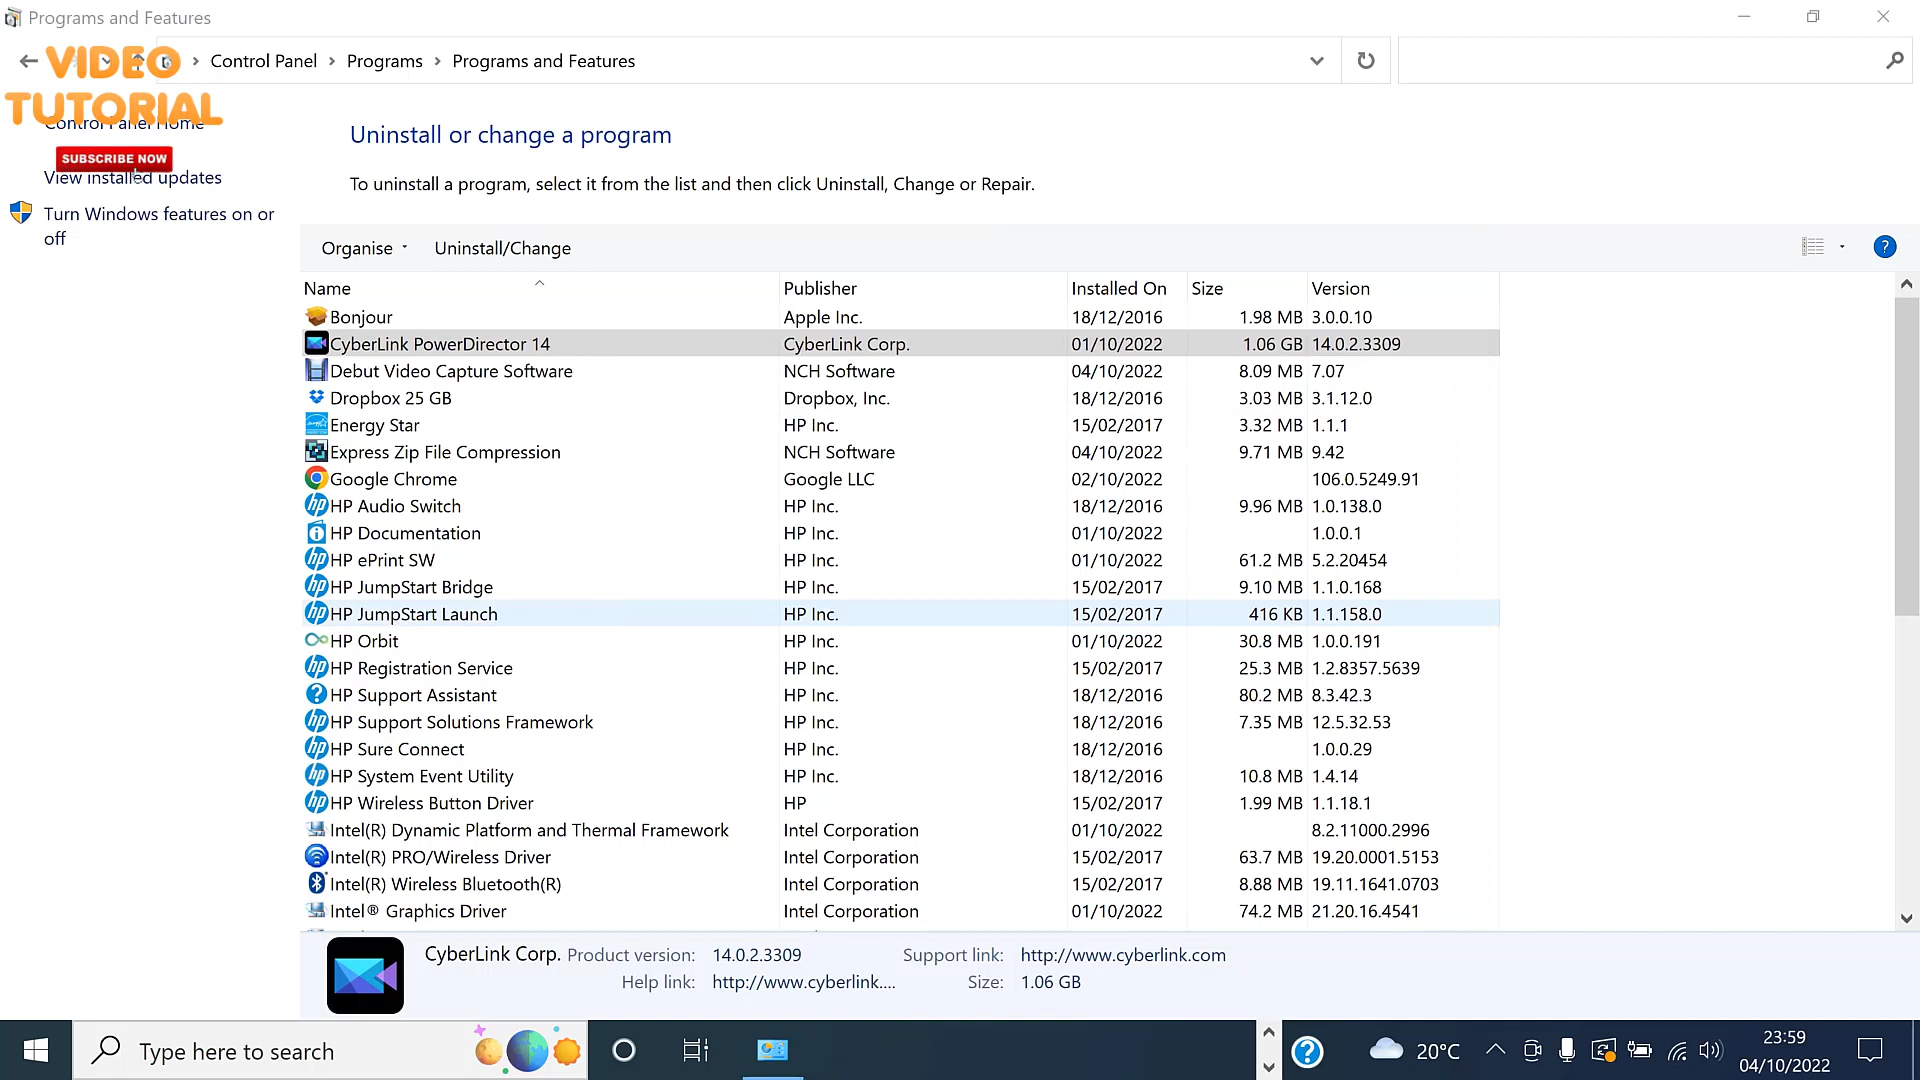 Programs and Features
Control Panel > Programs > Programs and Features
VIDEO
TUTORIAL
Control Panel Home
SUBSCRIBE NOW
View installed updates
Turn Windows features on or
off
Uninstall or change a program
To uninstall a program, select it from the list and then click Uninstall, Change or Repair.
Organise Uninstall/Change
Name Publisher Installed On Size Version
Bonjour Apple Inc. 18/12/2016 1.98 MB 3.0.0.10
CyberLink PowerDirector 14 CyberLink Corp. 01/10/2022 1.06 GB 14.0.2.3309
Debut Video Capture Software NCH Software 04/10/2022 8.09 MB 7.07
Dropbox 25 GB Dropbox, Inc. 18/12/2016 3.03 MB 3.1.12.0
Energy Star HP Inc. 15/02/2017 3.32 MB 1.1.1
Express Zip File Compression NCH Software 04/10/2022 9.71 MB 9.42
Google Chrome Google LLC 02/10/2022 106.0.5249.91
HP Audio Switch HP Inc. 18/12/2016 9.96 MB 1.0.138.0
HP Documentation HP Inc. 01/10/2022 1.0.0.1
HP ePrint SW HP Inc. 01/10/2022 61.2 MB 5.2.20454
HP JumpStart Bridge HP Inc. 15/02/2017 9.10 MB 1.1.0.168
HP JumpStart Launch HP Inc. 15/02/2017 416 KB 1.1.158.0
HP Orbit HP Inc. 01/10/2022 30.8 MB 1.0.0.191
HP Registration Service HP Inc. 15/02/2017 25.3 MB 1.2.8357.5639
HP Support Assistant HP Inc. 18/12/2016 80.2 MB 8.3.42.3
HP Support Solutions Framework HP Inc. 18/12/2016 7.35 MB 12.5.32.53
HP Sure Connect HP Inc. 18/12/2016 1.0.0.29
HP System Event Utility HP Inc. 18/12/2016 10.8 MB 1.4.14
HP Wireless Button Driver HP 15/02/2017 1.99 MB 1.1.18.1
Intel(R) Dynamic Platform and Thermal Framework Intel Corporation 01/10/2022 8.2.11000.2996
Intel(R) PRO/Wireless Driver Intel Corporation 15/02/2017 63.7 MB 19.20.0001.5153
Intel(R) Wireless Bluetooth(R) Intel Corporation 15/02/2017 8.88 MB 19.11.1641.0703
Intel® Graphics Driver Intel Corporation 01/10/2022 74.2 MB 21.20.16.4541
CyberLink Corp. Product version: 14.0.2.3309 Support link: http://www.cyberlink.com
Help link: http://www.cyberlink.... Size: 1.06 GB
Type here to search 20°C 23:59
04/10/2022